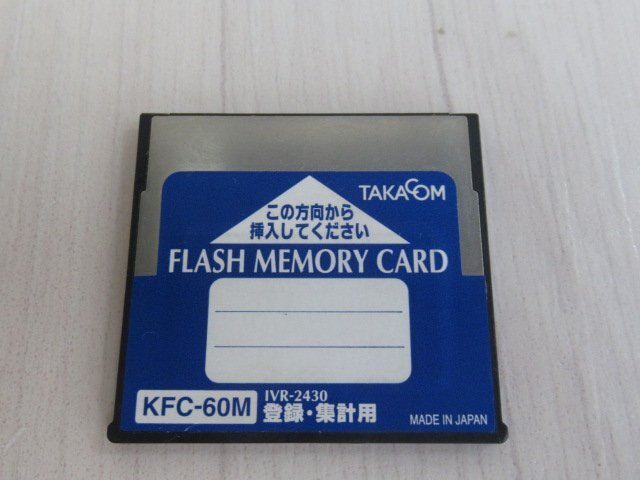 TAKACOM
この方向から
挿入してください
FLASH MEMORY CARD
KFC-60M
IVR-2430
登録・集計用
MADE IN JAPAN